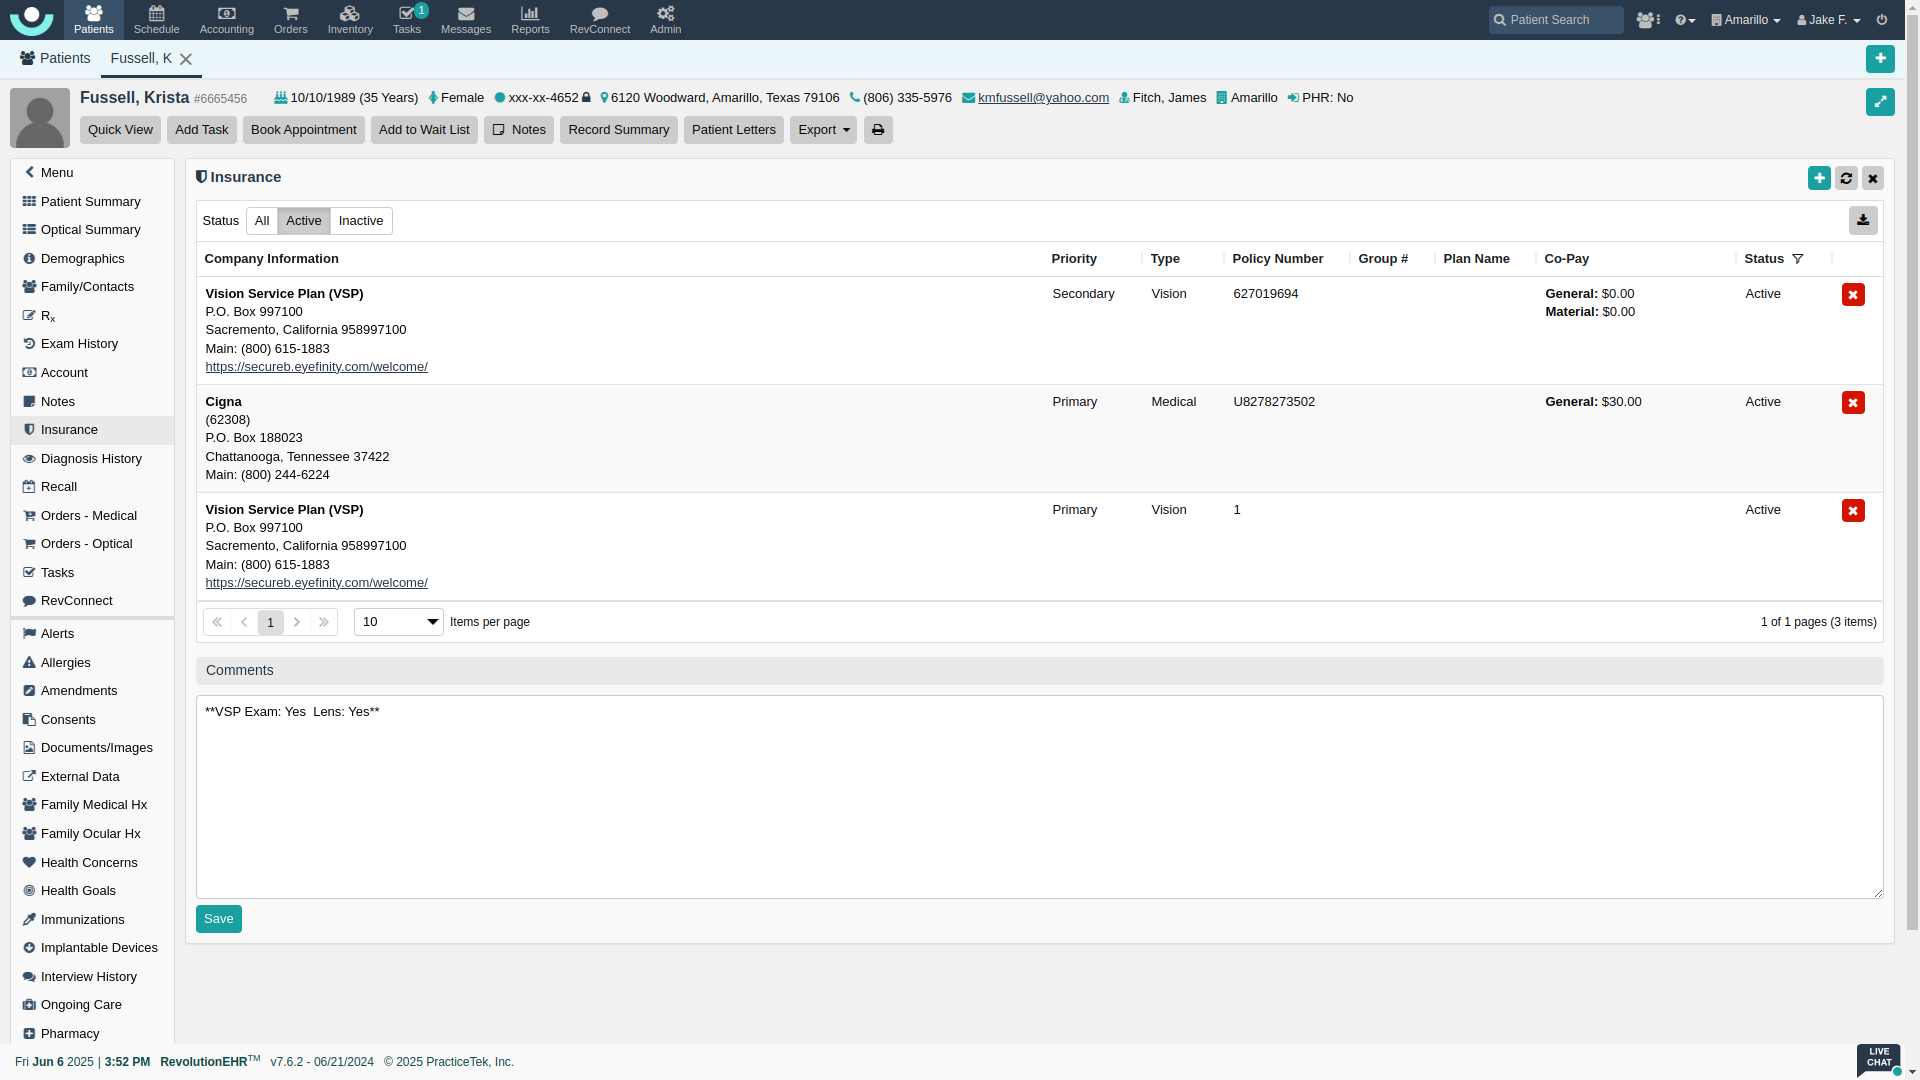 Patients Schedule Accounting Orders Inventory Tasks 1 Messages Reports RevConnect Admin Patient Search Amarillo Jake F.
Patients Fussell, K
Fussell, Krista #6665456 10/10/1989 (35 Years) Female xxx-xx-4652 6120 Woodward, Amarillo, Texas 79106 (806) 335-5976 kmfussell@yahoo.com Fitch, James Amarillo PHR: No
Quick View Add Task Book Appointment Add to Wait List Notes Record Summary Patient Letters Export
Menu
Patient Summary
Optical Summary
Demographics
Family/Contacts
Rx
Exam History
Account
Notes
Insurance
Diagnosis History
Recall
Orders - Medical
Orders - Optical
Tasks
RevConnect
Alerts
Allergies
Amendments
Consents
Documents/Images
External Data
Family Medical Hx
Family Ocular Hx
Health Concerns
Health Goals
Immunizations
Implantable Devices
Interview History
Ongoing Care
Pharmacy
Insurance
Status All Active Inactive
Company Information Priority Type Policy Number Group # Plan Name Co-Pay Status
Vision Service Plan (VSP) Secondary Vision 627019694 General: $0.00 Active
P.O. Box 997100 Material: $0.00
Sacremento, California 958997100
Main: (800) 615-1883
https://secureb.eyefinity.com/welcome/
Cigna Primary Medical U8278273502 General: $30.00 Active
(62308)
P.O. Box 188023
Chattanooga, Tennessee 37422
Main: (800) 244-6224
Vision Service Plan (VSP) Primary Vision 1 Active
P.O. Box 997100
Sacremento, California 958997100
Main: (800) 615-1883
https://secureb.eyefinity.com/welcome/
1 10 Items per page 1 of 1 pages (3 items)
Comments
**VSP Exam: Yes  Lens: Yes**
Save
Fri Jun 6 2025 | 3:52 PM RevolutionEHR™ v7.6.2 - 06/21/2024 © 2025 PracticeTek, Inc.
LIVE
CHAT